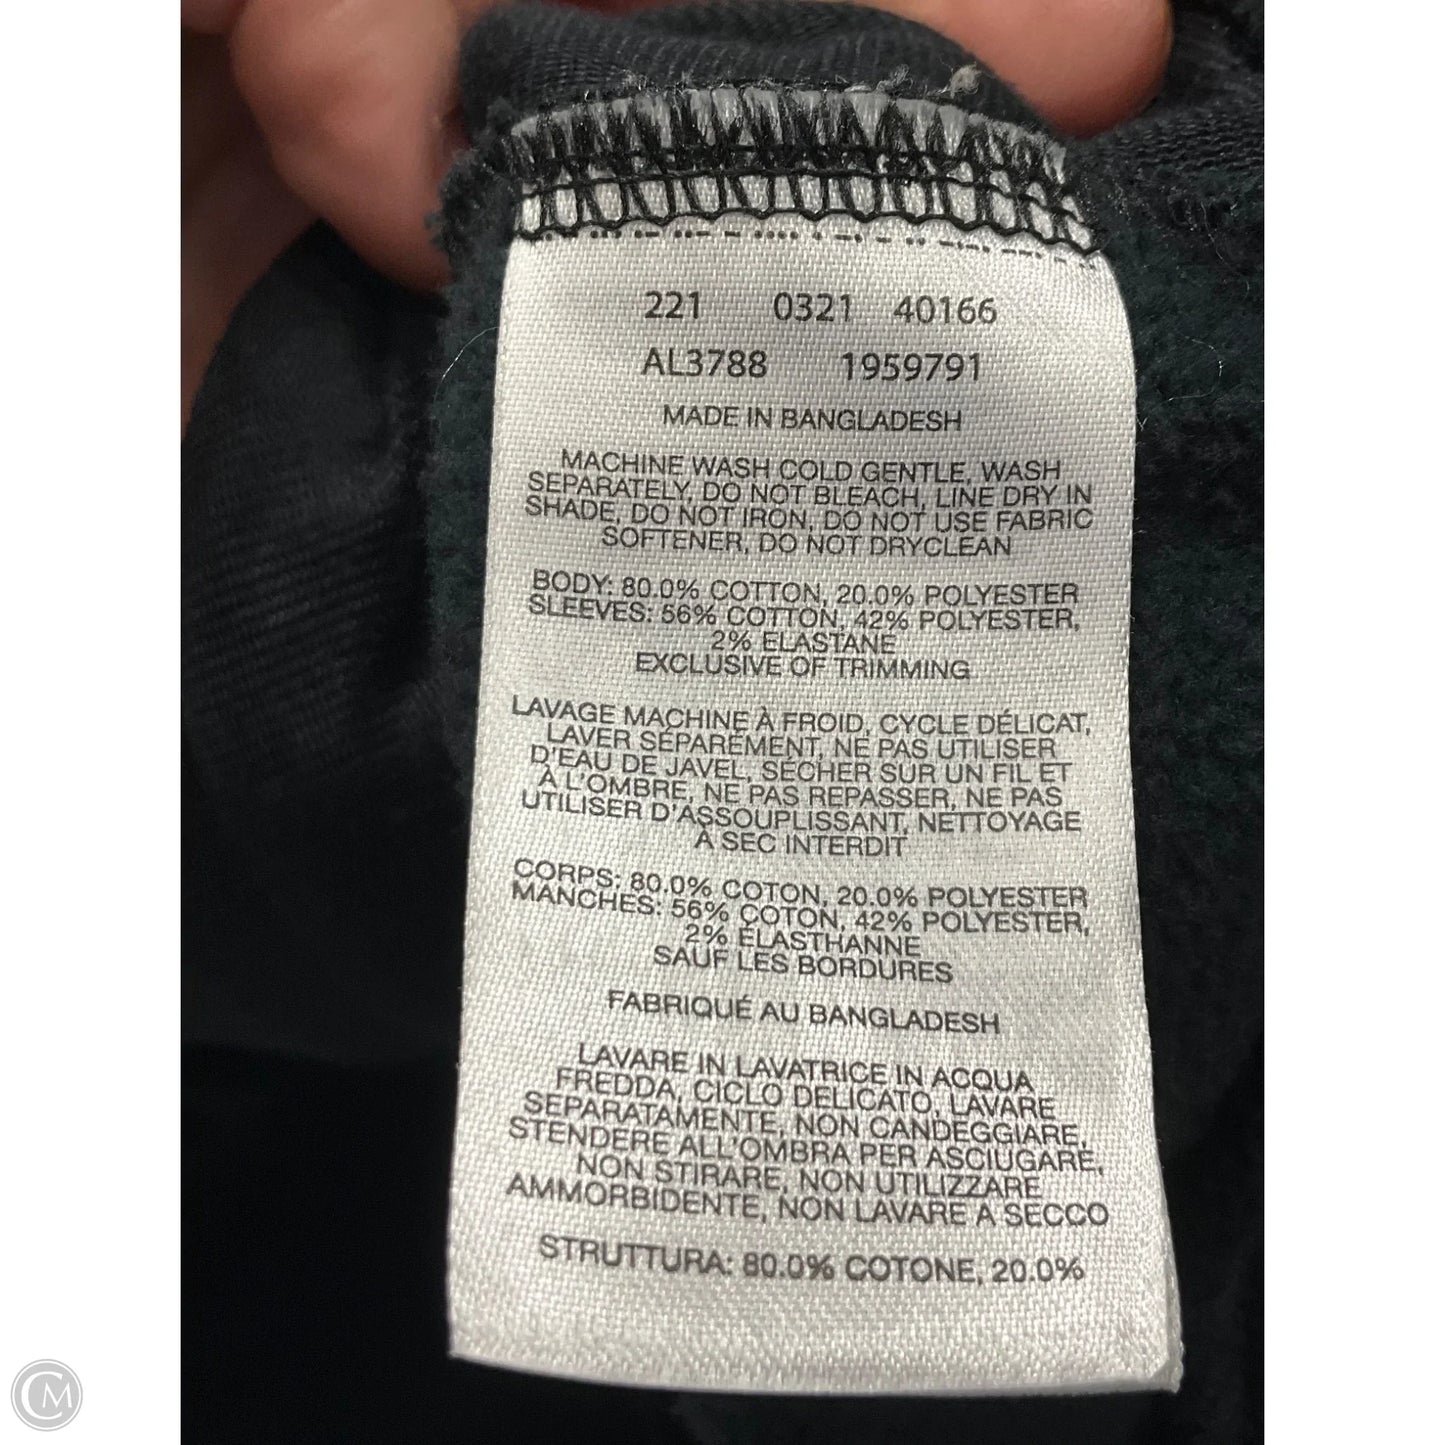 221 0321 40166
AL3788 1959791
MADE IN BANGLADESH
MACHINE WASH COLD GENTLE, WASH
SEPARATELY, DO NOT BLEACH, LINE DRY IN
SHADE, DO NOT IRON, DO NOT USE FABRIC
SOFTENER, DO NOT DRYCLEAN
BODY: 80.0% COTTON, 20.0% POLYESTER
SLEEVES: 56% COTTON, 42% POLYESTER,
2% ELASTANE
EXCLUSIVE OF TRIMMING
LAVAGE MACHINE À FROID, CYCLE DÉLICAT,
LAVER SÉPARÉMENT, NE PAS UTILISER
D'EAU DE JAVEL, SÉCHER SUR UN FIL ET
À L'OMBRE, NE PAS REPASSER, NE PAS
UTILISER D'ASSOUPLISSANT, NETTOYAGE
À SEC INTERDIT
CORPS: 80.0% COTON, 20.0% POLYESTER
MANCHES: 56% COTON, 42% POLYESTER,
2% ÉLASTHANNE
SAUF LES BORDURES
FABRIQUÉ AU BANGLADESH
LAVARE IN LAVATRICE IN ACQUA
FREDDA, CICLO DELICATO, LAVARE
SEPARATAMENTE, NON CANDEGGIARE,
STENDERE ALL'OMBRA PER ASCIUGARE,
NON STIRARE, NON UTILIZZARE
AMMORBIDENTE, NON LAVARE A SECCO
STRUTTURA: 80.0% COTONE, 20.0%
CM